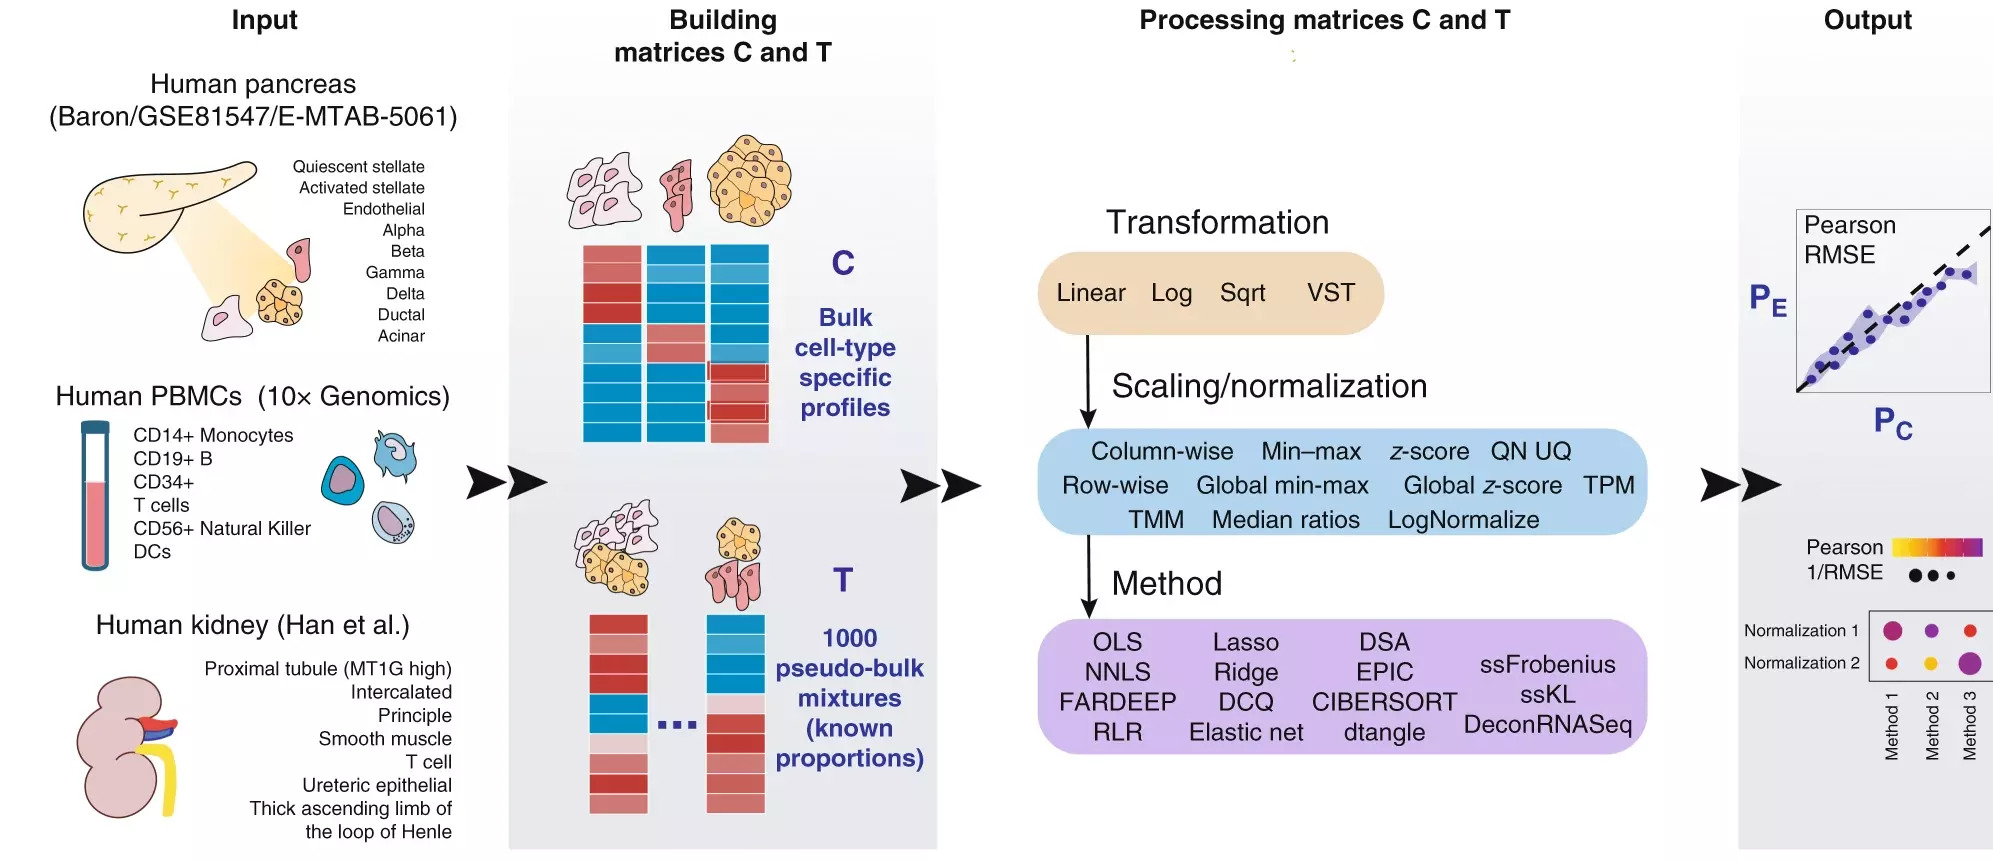 Input
Human pancreas
(Baron/GSE81547/E-MTAB-5061)
Quiescent stellate
Activated stellate
Endothelial
Alpha
Beta
Gamma
Delta
Ductal
Acinar
Human PBMCs (10× Genomics)
CD14+ Monocytes
CD19+ B
CD34+
T cells
CD56+ Natural Killer
DCs
Human kidney (Han et al.)
Proximal tubule (MT1G high)
Intercalated
Principle
Smooth muscle
T cell
Ureteric epithelial
Thick ascending limb of
the loop of Henle
Building
matrices C and T
C
Bulk
cell-type
specific
profiles
T
1000
pseudo-bulk
mixtures
(known
proportions)
Processing matrices C and T
Transformation
Linear Log Sqrt VST
Scaling/normalization
Column-wise Min–max z-score QN UQ
Row-wise Global min-max Global z-score TPM
TMM Median ratios LogNormalize
Method
OLS
NNLS
FARDEEP
RLR
Lasso
Ridge
DCQ
Elastic net
DSA
EPIC
CIBERSORT
dtangle
ssFrobenius
ssKL
DeconRNASeq
Output
Pearson
RMSE
PE
PC
Pearson
1/RMSE
Normalization 1
Normalization 2
Method 1
Method 2
Method 3